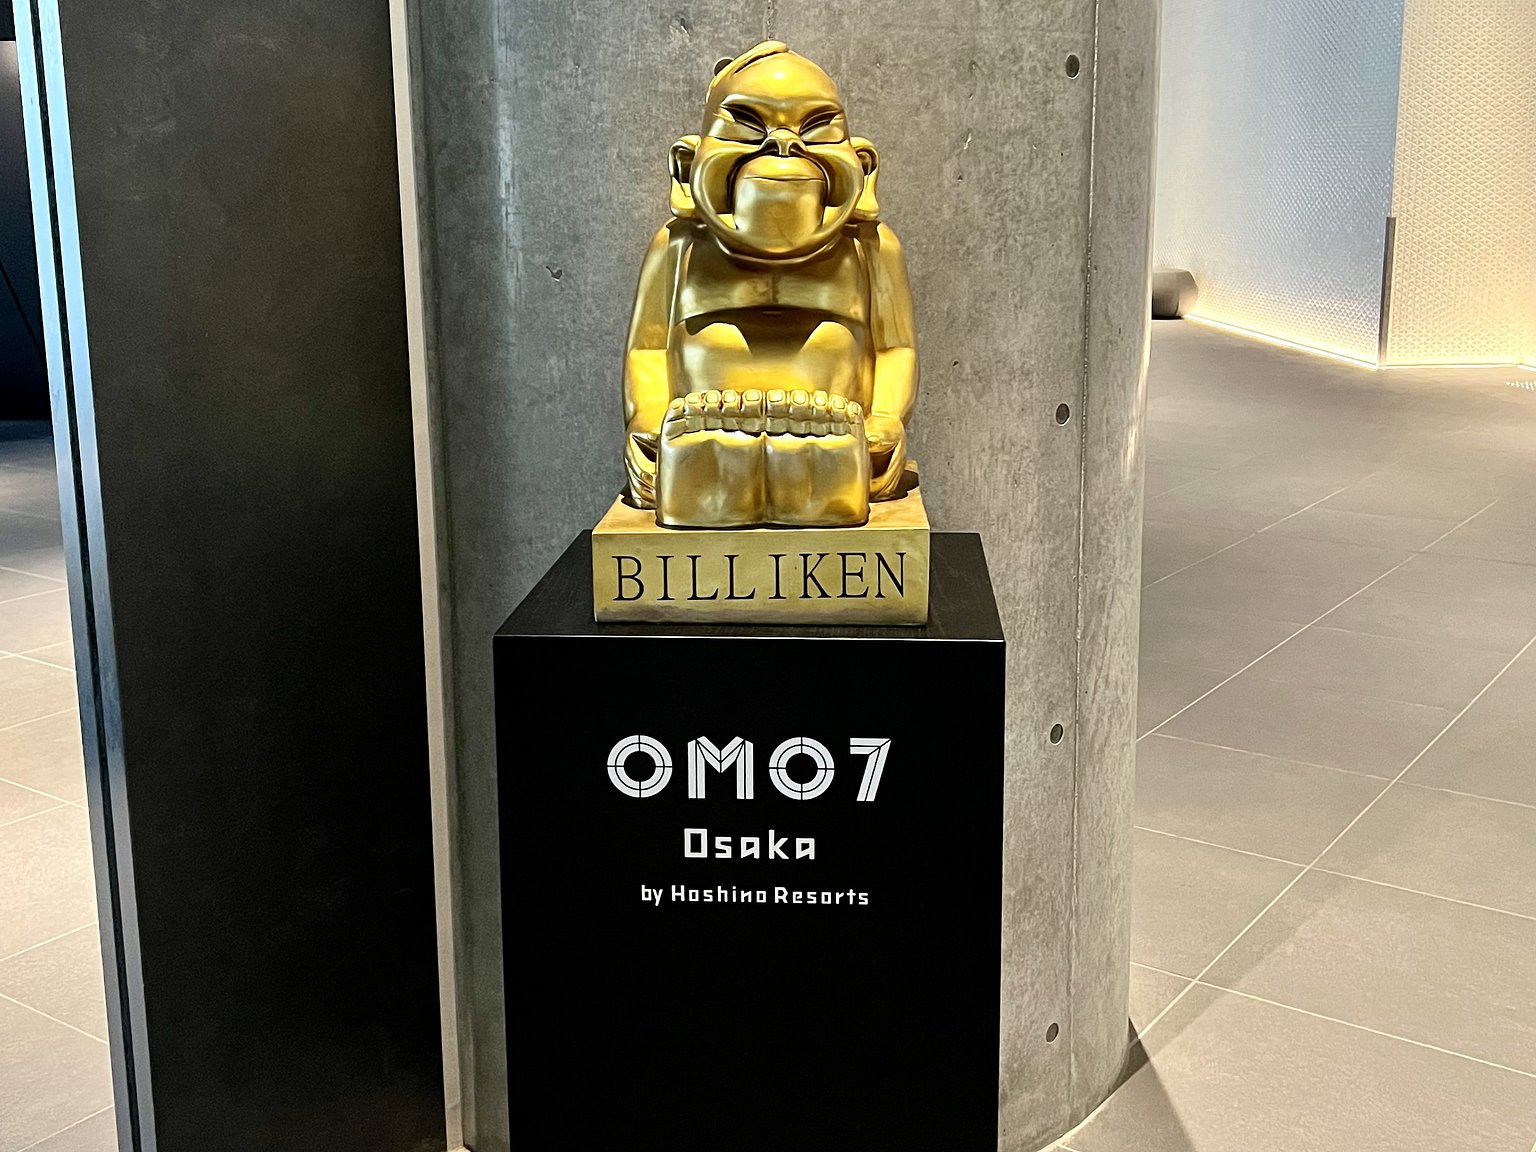 BILLIKEN
OMO7
Osaka
by Hoshino Resorts